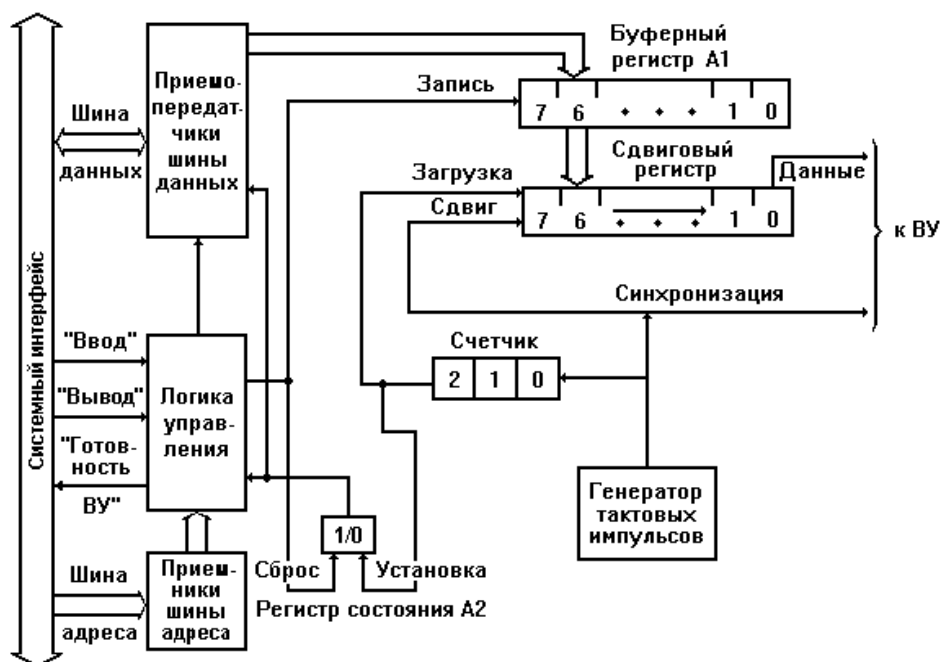 Системный интерфейс
Шина
данных
Приемо-
передат-
чики
шины
данных
Буферный
регистр А1
Запись
7 6 · · · 1 0
Сдвиговый
регистр
Загрузка
Сдвиг
7 6 · · · 1 0
Данные
к ВУ
Синхронизация
"Ввод"
"Вывод"
"Готов-
ность
ВУ"
Логика
управ-
ления
Счетчик
2 1 0
Генератор
тактовых
импульсов
1/0
Сброс
Установка
Регистр состояния А2
Шина
адреса
Прием-
ники
шины
адреса